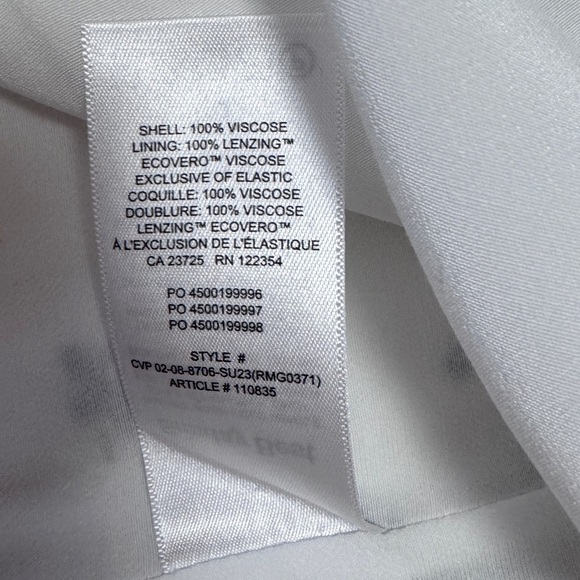 SHELL: 100% VISCOSE
LINING: 100% LENZING™
ECOVERO™ VISCOSE
EXCLUSIVE OF ELASTIC
COQUILLE: 100% VISCOSE
DOUBLURE: 100% VISCOSE
LENZING™ ECOVERO™
À L'EXCLUSION DE L'ÉLASTIQUE
CA 23725 RN 122354
PO 4500199996
PO 4500199997
PO 4500199998
STYLE #
CVP 02-08-8706-SU23(RMG0371)
ARTICLE # 110835